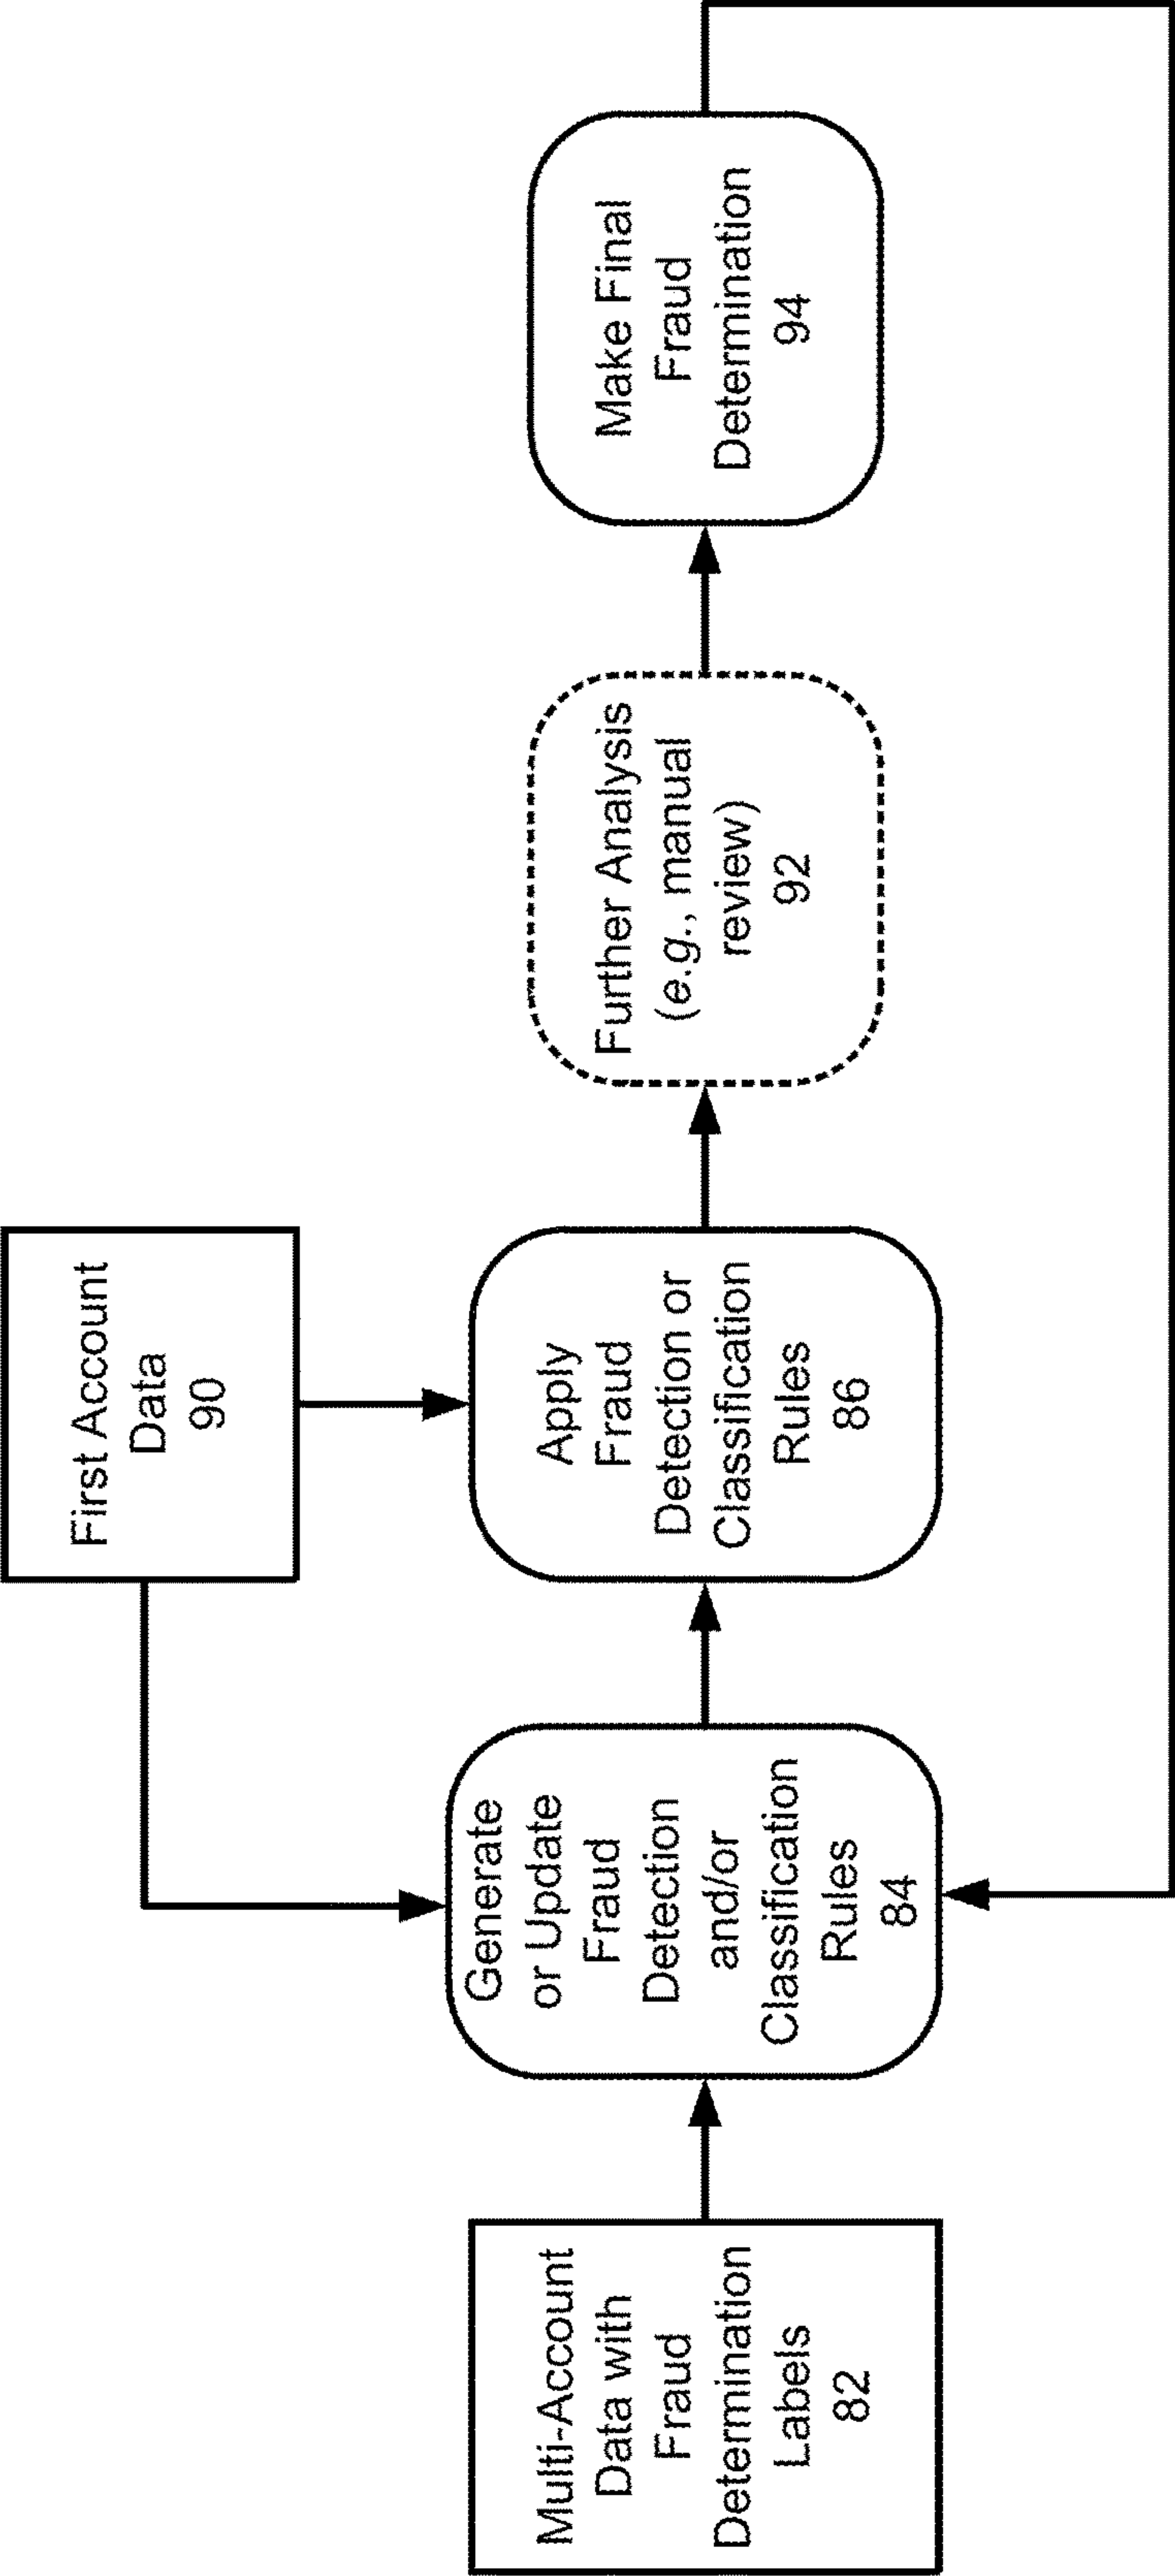 First Account
Data
90
Multi-Account
Data with
Fraud
Determination
Labels
82
Generate
or Update
Fraud
Detection
and/or
Classification
Rules
84
Apply
Fraud
Detection or
Classification
Rules
86
Further Analysis
(e.g., manual
review)
92
Make Final
Fraud
Determination
94